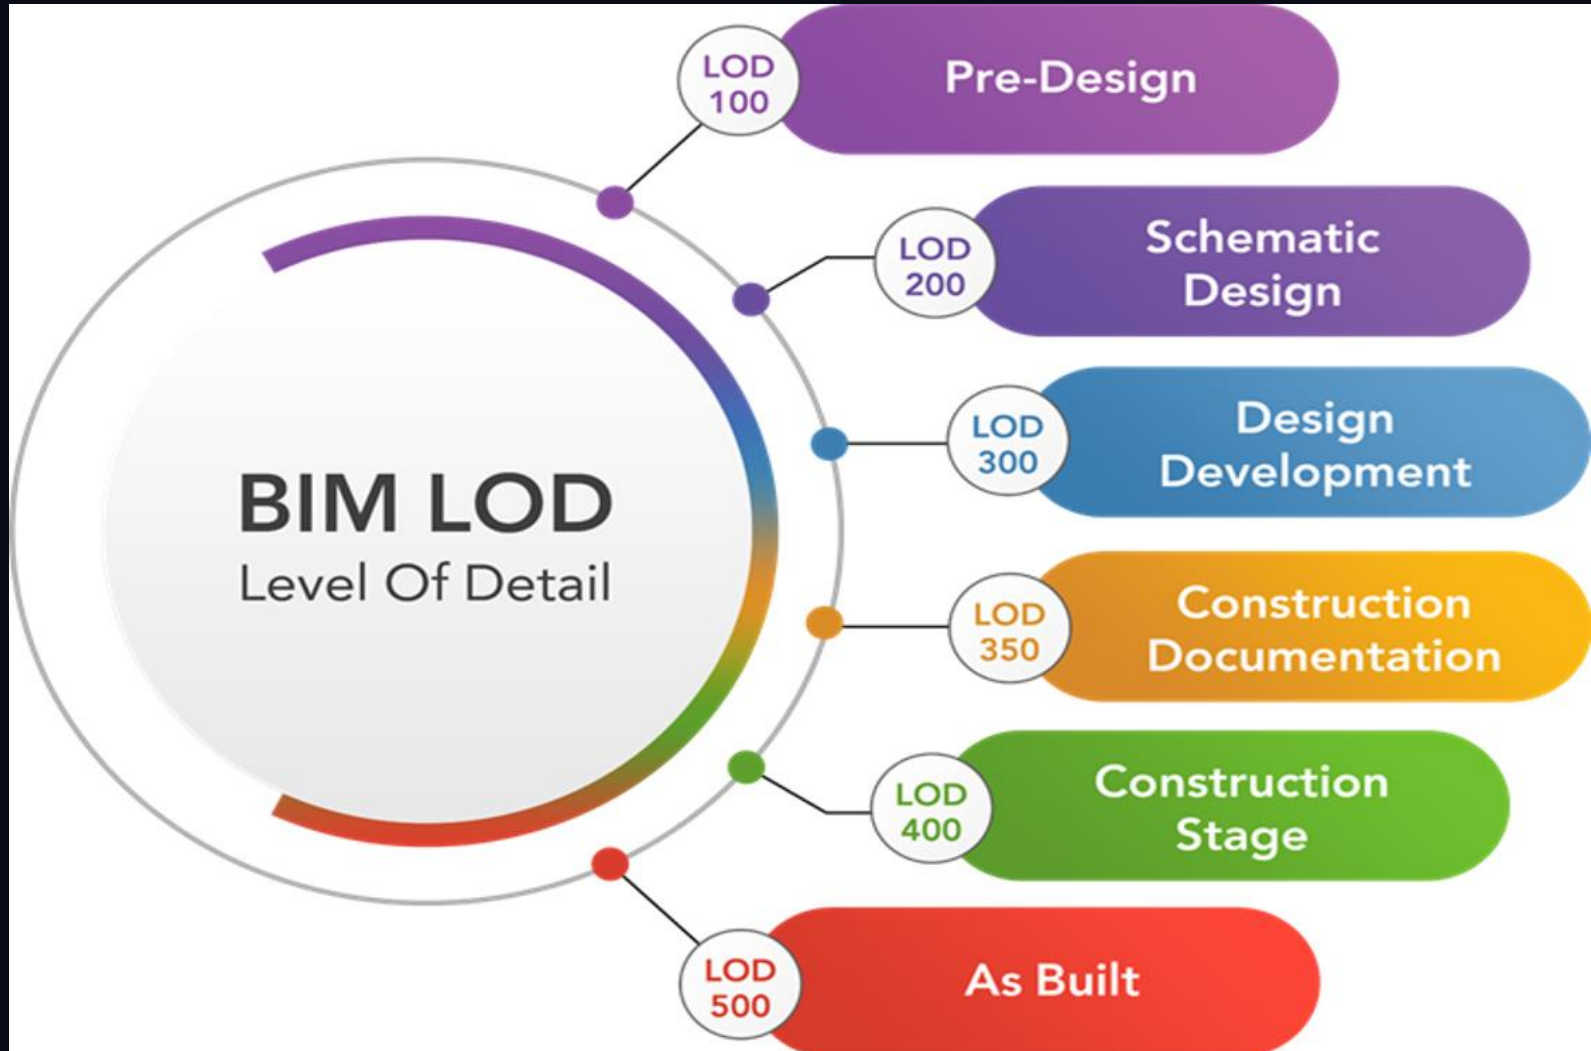 BIM LOD
Level Of Detail
LOD
100
Pre-Design
LOD
200
Schematic
Design
LOD
300
Design
Development
LOD
350
Construction
Documentation
LOD
400
Construction
Stage
LOD
500
As Built